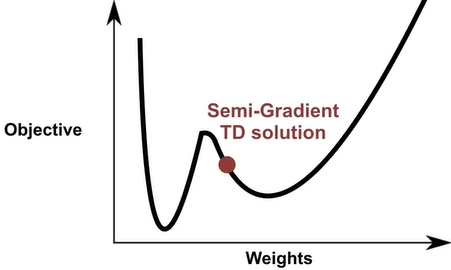 Semi-Gradient
TD solution
Objective
Weights